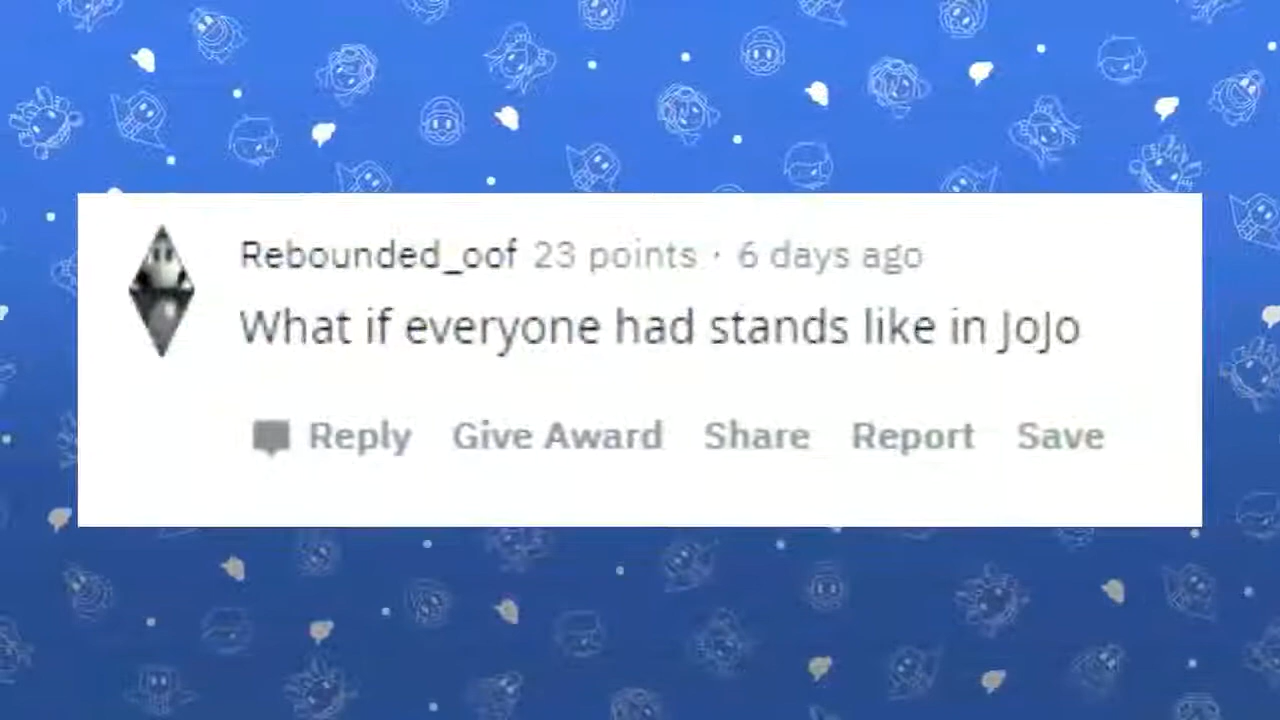 Rebounded_oof 23 points · 6 days ago
What if everyone had stands like in JoJo
Reply Give Award Share Report Save